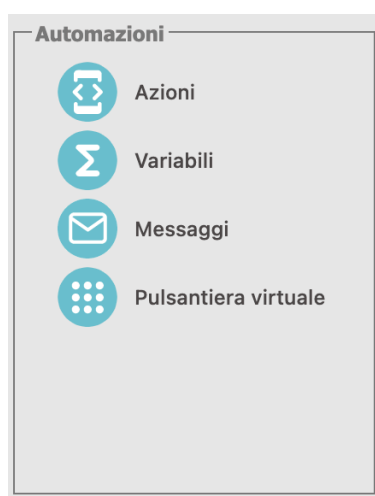 Automazioni
Azioni
Variabili
Messaggi
Pulsantiera virtuale